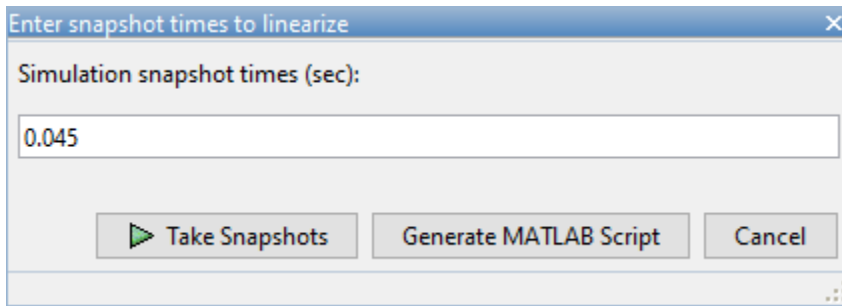 Enter snapshot times to linearize
Simulation snapshot times (sec):
0.045
Take Snapshots Generate MATLAB Script Cancel